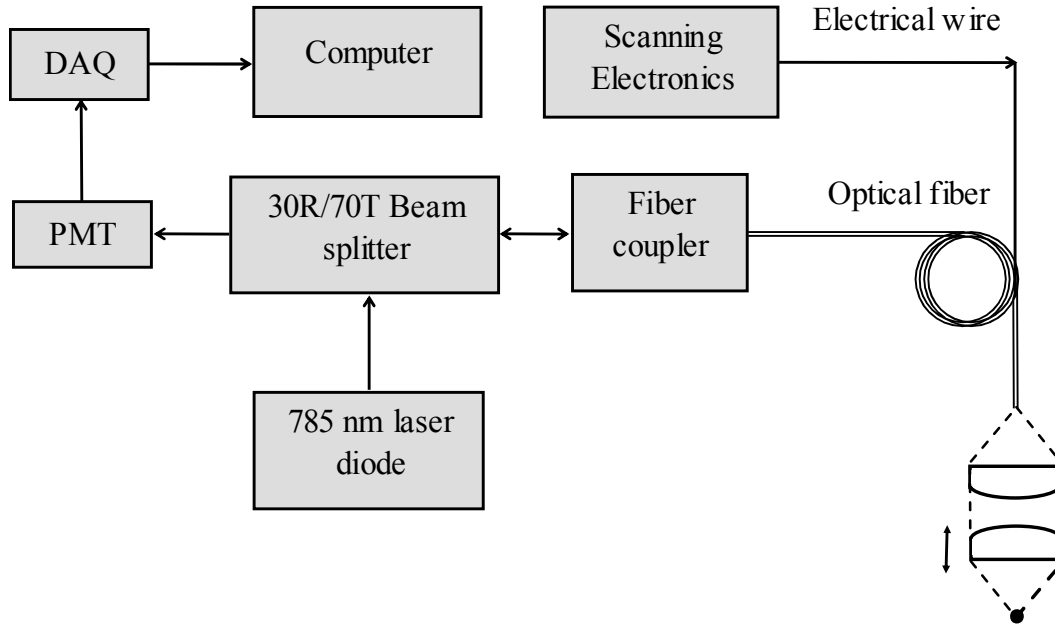 DAQ
Computer
Scanning
Electronics
Electrical wire
PMT
30R/70T Beam
splitter
Fiber
coupler
Optical fiber
785 nm laser
diode